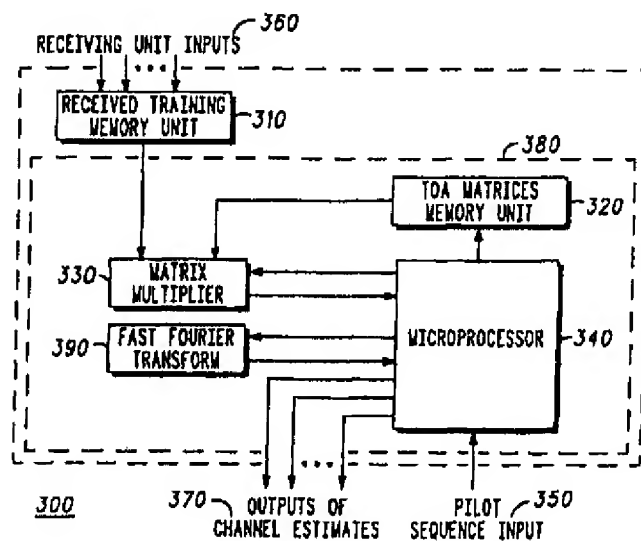 RECEIVING UNIT INPUTS 360
...
RECEIVED TRAINING
MEMORY UNIT
310
380
TOA MATRICES
MEMORY UNIT
320
330
MATRIX
MULTIPLIER
390
FAST FOURIER
TRANSFORM
MICROPROCESSOR
340
...
300
370
OUTPUTS OF
CHANNEL ESTIMATES
PILOT
SEQUENCE INPUT
350